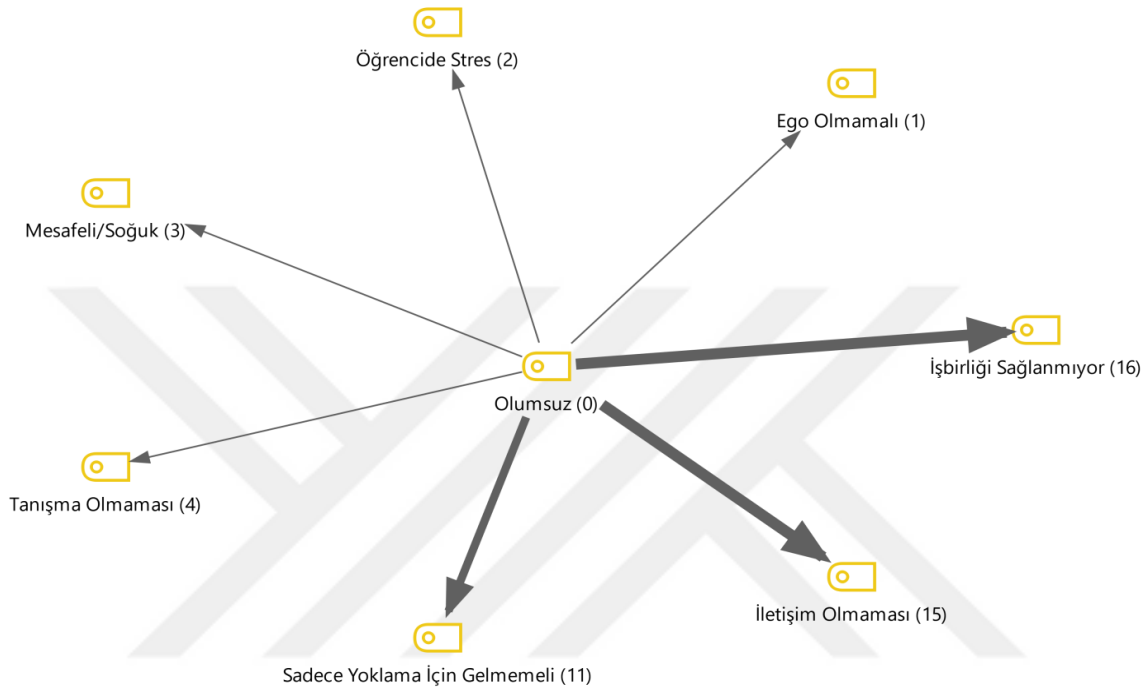 Öğrencide Stres (2)
Ego Olmamalı (1)
Mesafeli/Soğuk (3)
İşbirliği Sağlanmıyor (16)
Olumsuz (0)
Tanışma Olmaması (4)
İletişim Olmaması (15)
Sadece Yoklama İçin Gelmemeli (11)